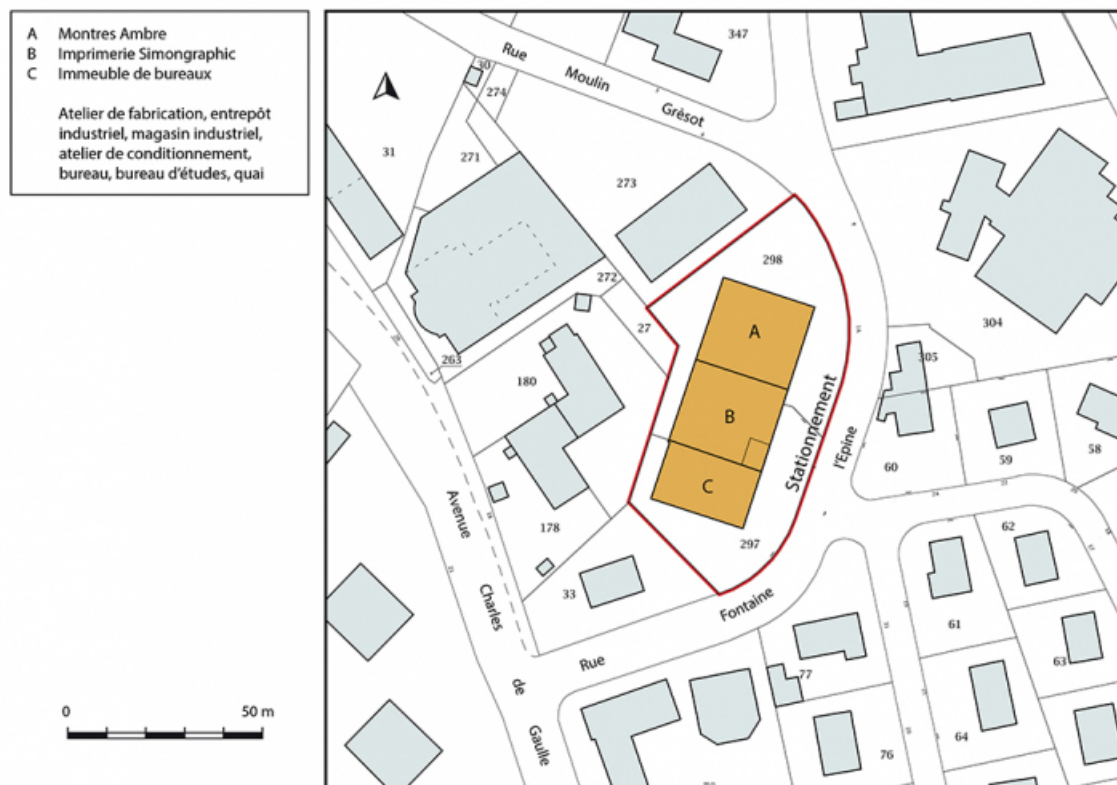 A Montres Ambre
B Imprimerie Simongraphic
C Immeuble de bureaux
Atelier de fabrication, entrepôt
industriel, magasin industriel,
atelier de conditionnement,
bureau, bureau d'études, quai
0 50 m
347
Rue Moulin Grésot
30
274
31
271
273
298
272
27
304
263
305
180
A
B
C
Stationnement
60
59
58
178
297
62
33
61
63
77
64
76
Avenue Charles de Gaulle
Rue Fontaine l'Epine